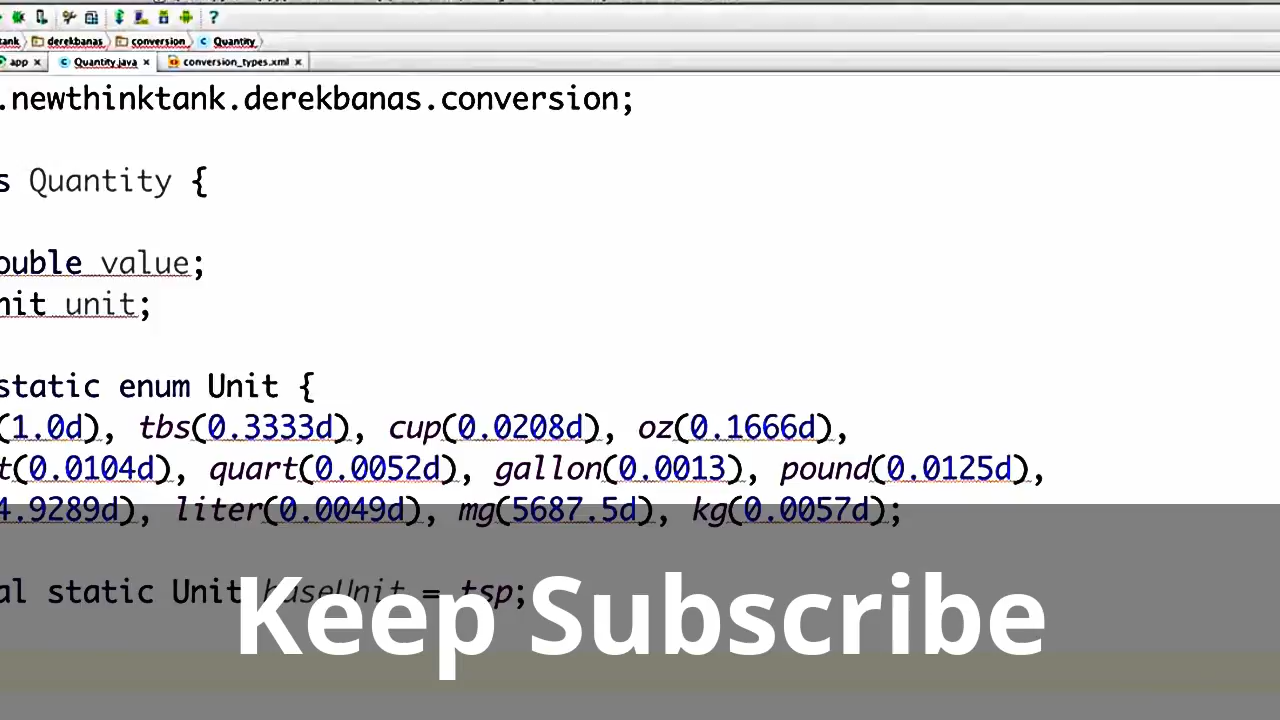 ?
tank derekbanas conversion Quantity
app Quantity.java conversion_types.xml
.newthinktank.derekbanas.conversion;
s Quantity {
ouble value;
nit unit;
static enum Unit {
(1.0d), tbs(0.3333d), cup(0.0208d), oz(0.1666d),
t(0.0104d), quart(0.0052d), gallon(0.0013), pound(0.0125d),
4.9289d), liter(0.0049d), mg(5687.5d), kg(0.0057d);
al static Unit baseUnit = tsp;
Keep Subscribe